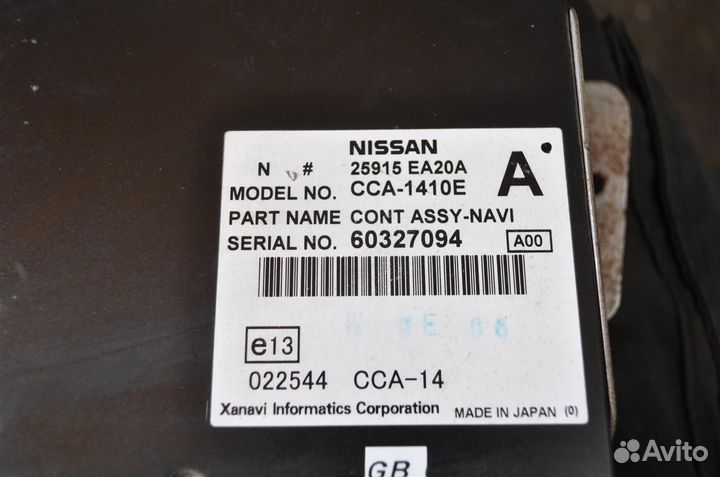 NISSAN
N # 25915 EA20A
MODEL NO. CCA-1410E
A
PART NAME CONT ASSY-NAVI
SERIAL NO. 60327094 A00
e13
022544 CCA-14
Xanavi Informatics Corporation MADE IN JAPAN (0)
GB
Avito